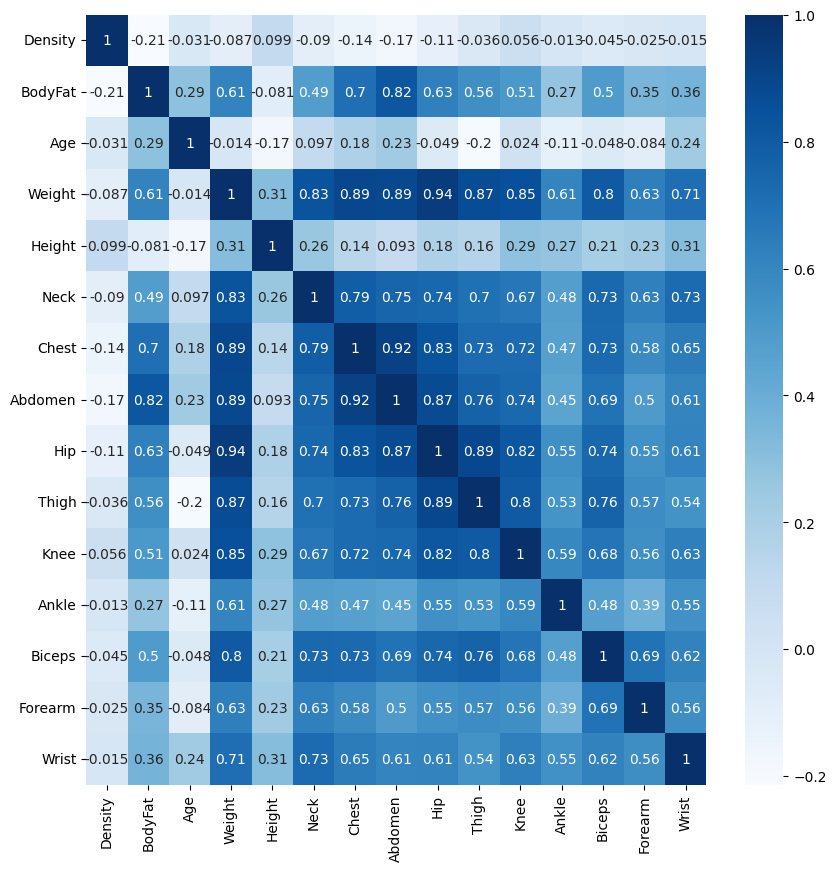 Density 1 -0.21 -0.031 -0.087 0.099 -0.09 -0.14 -0.17 -0.11 -0.036 0.056 -0.013 -0.045 -0.025 -0.015
BodyFat -0.21 1 0.29 0.61 -0.081 0.49 0.7 0.82 0.63 0.56 0.51 0.27 0.5 0.35 0.36
Age -0.031 0.29 1 -0.014 -0.17 0.097 0.18 0.23 -0.049 -0.2 0.024 -0.11 -0.048 -0.084 0.24
Weight -0.087 0.61 -0.014 1 0.31 0.83 0.89 0.89 0.94 0.87 0.85 0.61 0.8 0.63 0.71
Height 0.099 -0.081 -0.17 0.31 1 0.26 0.14 0.093 0.18 0.16 0.29 0.27 0.21 0.23 0.31
Neck -0.09 0.49 0.097 0.83 0.26 1 0.79 0.75 0.74 0.7 0.67 0.48 0.73 0.63 0.73
Chest -0.14 0.7 0.18 0.89 0.14 0.79 1 0.92 0.83 0.73 0.72 0.47 0.73 0.58 0.65
Abdomen -0.17 0.82 0.23 0.89 0.093 0.75 0.92 1 0.87 0.76 0.74 0.45 0.69 0.5 0.61
Hip -0.11 0.63 -0.049 0.94 0.18 0.74 0.83 0.87 1 0.89 0.82 0.55 0.74 0.55 0.61
Thigh -0.036 0.56 -0.2 0.87 0.16 0.7 0.73 0.76 0.89 1 0.8 0.53 0.76 0.57 0.54
Knee 0.056 0.51 0.024 0.85 0.29 0.67 0.72 0.74 0.82 0.8 1 0.59 0.68 0.56 0.63
Ankle -0.013 0.27 -0.11 0.61 0.27 0.48 0.47 0.45 0.55 0.53 0.59 1 0.48 0.39 0.55
Biceps -0.045 0.5 -0.048 0.8 0.21 0.73 0.73 0.69 0.74 0.76 0.68 0.48 1 0.69 0.62
Forearm -0.025 0.35 -0.084 0.63 0.23 0.63 0.58 0.5 0.55 0.57 0.56 0.39 0.69 1 0.56
Wrist -0.015 0.36 0.24 0.71 0.31 0.73 0.65 0.61 0.61 0.54 0.63 0.55 0.62 0.56 1
Density BodyFat Age Weight Height Neck Chest Abdomen Hip Thigh Knee Ankle Biceps Forearm Wrist
1.0
0.8
0.6
0.4
0.2
0.0
−0.2